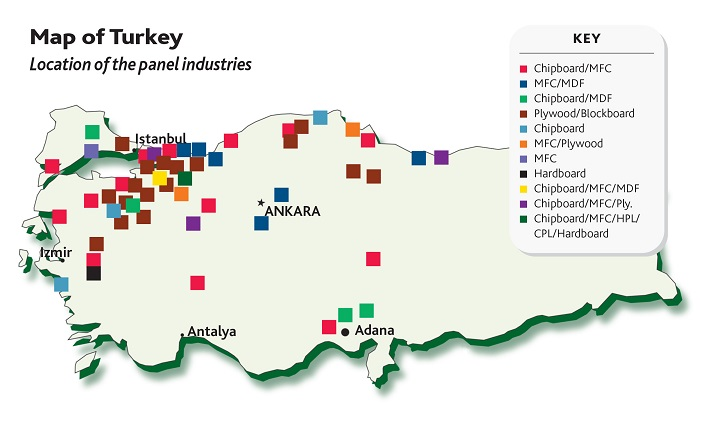 Map of Turkey
Location of the panel industries
KEY
Chipboard/MFC
MFC/MDF
Chipboard/MDF
Plywood/Blockboard
Chipboard
MFC/Plywood
MFC
Hardboard
Chipboard/MFC/MDF
Chipboard/MFC/Ply.
Chipboard/MFC/HPL/
CPL/Hardboard
Istanbul
ANKARA
Izmir
Antalya
Adana